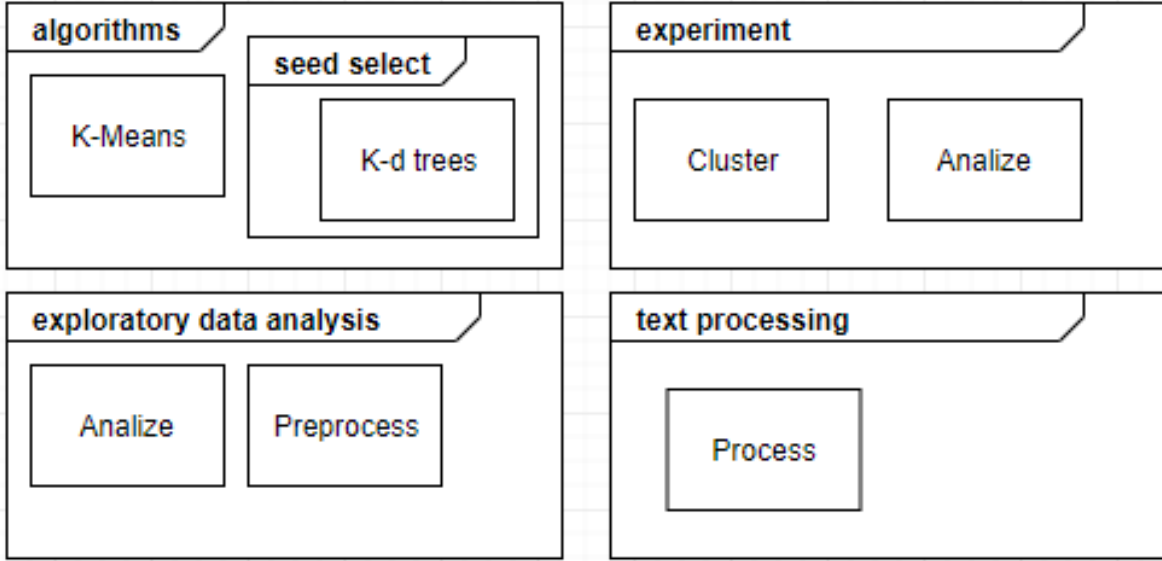 algorithms
seed select
K-Means
K-d trees
experiment
Cluster
Analize
exploratory data analysis
Analize
Preprocess
text processing
Process